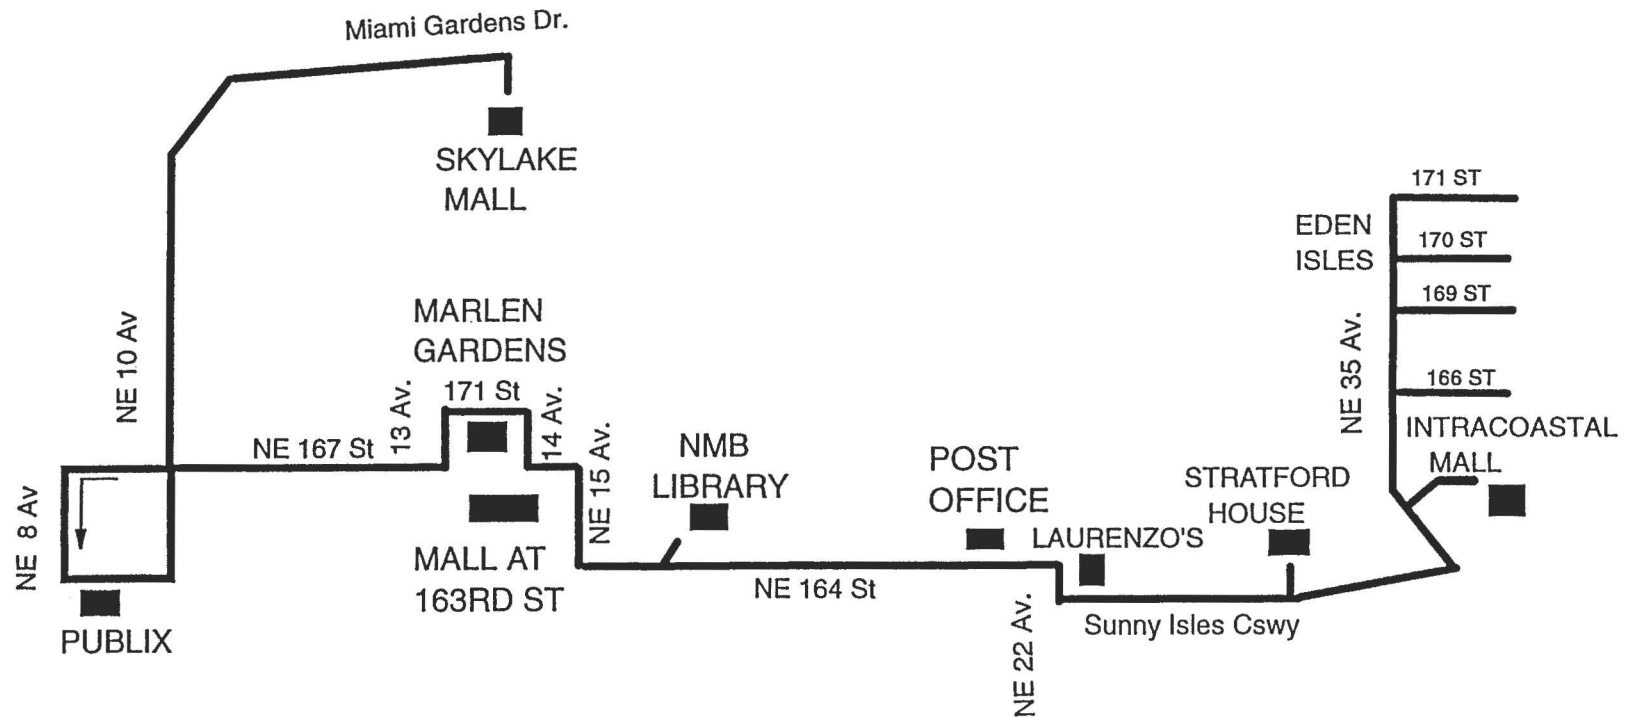 Miami Gardens Dr.
SKYLAKE
MALL
171 ST
EDEN
ISLES
170 ST
169 ST
NE 10 Av
MARLEN
GARDENS
NE 35 Av.
166 ST
171 St
13 Av.
14 Av.
NE 167 St
NE 15 Av.
NMB
LIBRARY
POST
OFFICE
STRATFORD
HOUSE
INTRACOASTAL
MALL
NE 8 Av
LAURENZO'S
MALL AT
163RD ST
NE 164 St
PUBLIX
NE 22 Av.
Sunny Isles Cswy